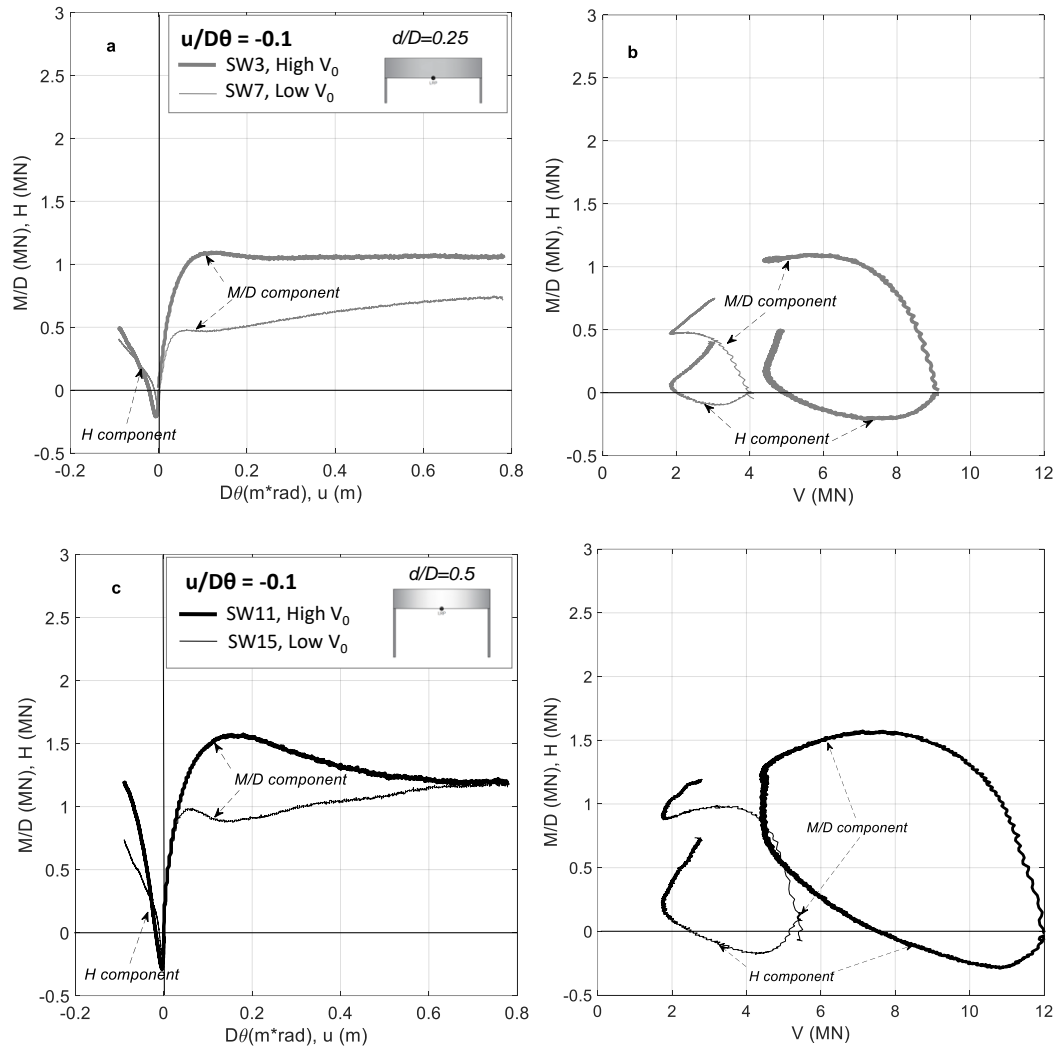 a
u/Dθ = -0.1
SW3, High V0
SW7, Low V0
d/D=0.25
3
2.5
2
1.5
1
0.5
0
-0.5
M/D (MN), H (MN)
M/D component
H component
-0.2
0
0.2
0.4
0.6
0.8
Dθ(m*rad), u (m)
b
3
2.5
2
1.5
1
0.5
0
-0.5
M/D (MN), H (MN)
M/D component
H component
0
2
4
6
8
10
12
V (MN)
c
u/Dθ = -0.1
SW11, High V0
SW15, Low V0
d/D=0.5
3
2.5
2
1.5
1
0.5
0
-0.5
M/D (MN), H (MN)
M/D component
H component
-0.2
0
0.2
0.4
0.6
0.8
Dθ(m*rad), u (m)
3
2.5
2
1.5
1
0.5
0
-0.5
M/D (MN), H (MN)
M/D component
H component
0
2
4
6
8
10
12
V (MN)